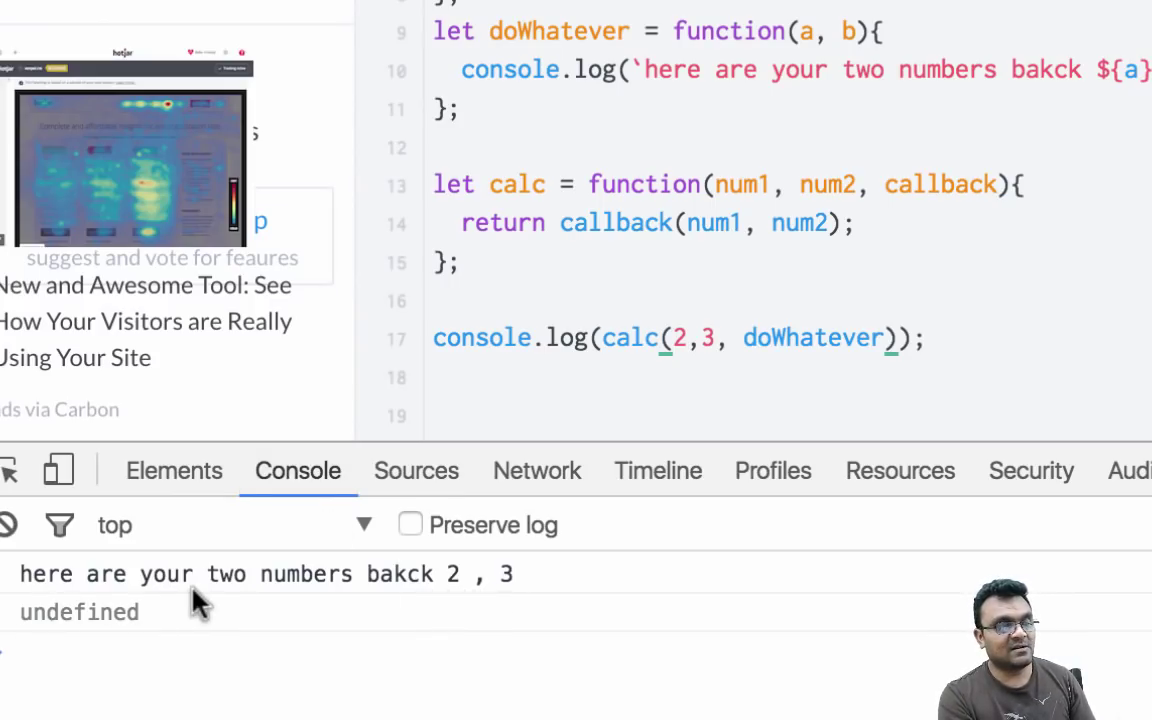 hotjar
s
p
suggest and vote for feaures
New and Awesome Tool: See
How Your Visitors are Really
Using Your Site
ds via Carbon
9 let doWhatever = function(a, b){
10 console.log(`here are your two numbers bakck ${a}
11 };
12
13 let calc = function(num1, num2, callback){
14 return callback(num1, num2);
15 };
16
17 console.log(calc(2,3, doWhatever));
18
19
Elements Console Sources Network Timeline Profiles Resources Security Audi
top ▼ Preserve log
here are your two numbers bakck 2 , 3
undefined